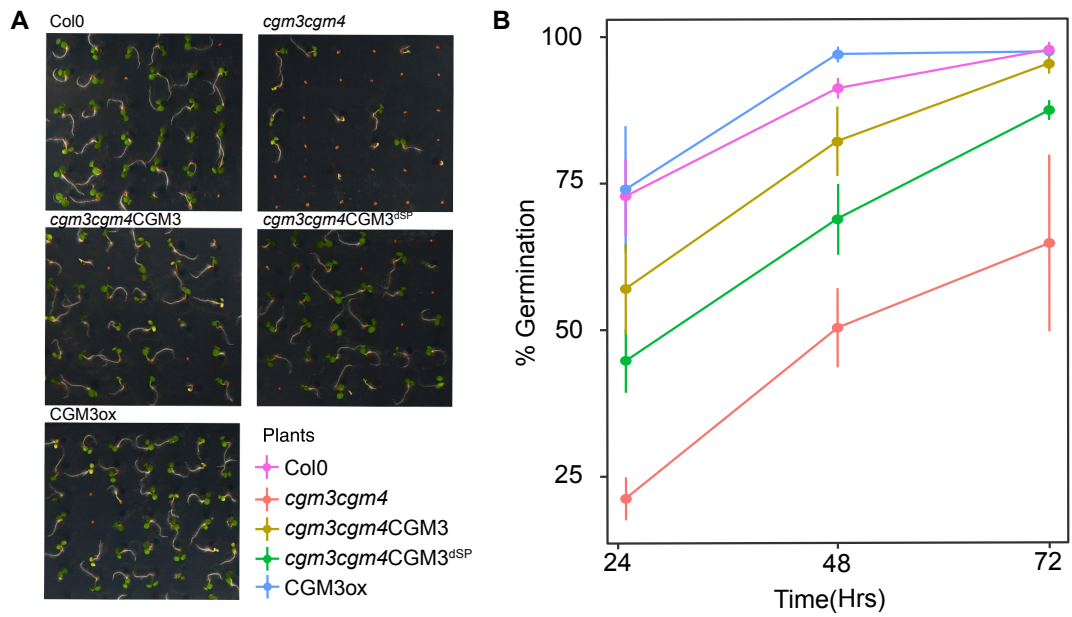 A
Col0
cgm3cgm4
cgm3cgm4CGM3
cgm3cgm4CGM3dSP
CGM3ox
Plants
Col0
cgm3cgm4
cgm3cgm4CGM3
cgm3cgm4CGM3dSP
CGM3ox
B
% Germination
100
75
50
25
24
48
72
Time(Hrs)